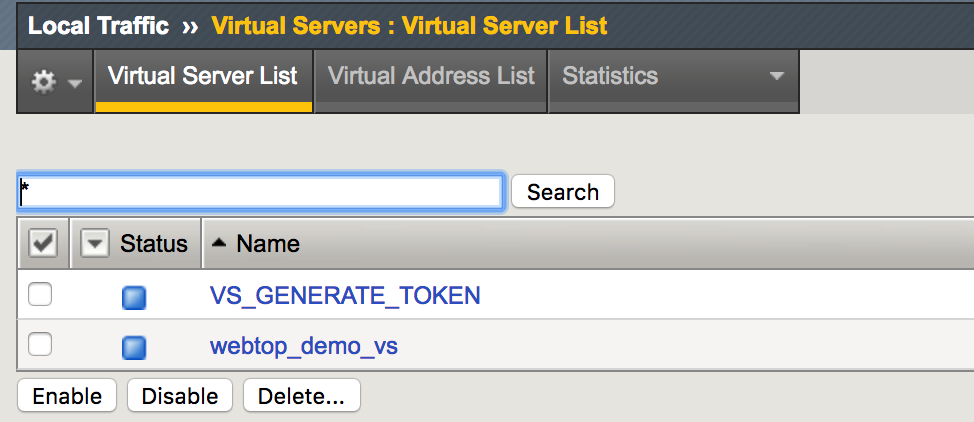 Local Traffic ›› Virtual Servers : Virtual Server List
Virtual Server List Virtual Address List Statistics
* Search
Status Name
VS_GENERATE_TOKEN
webtop_demo_vs
Enable Disable Delete...